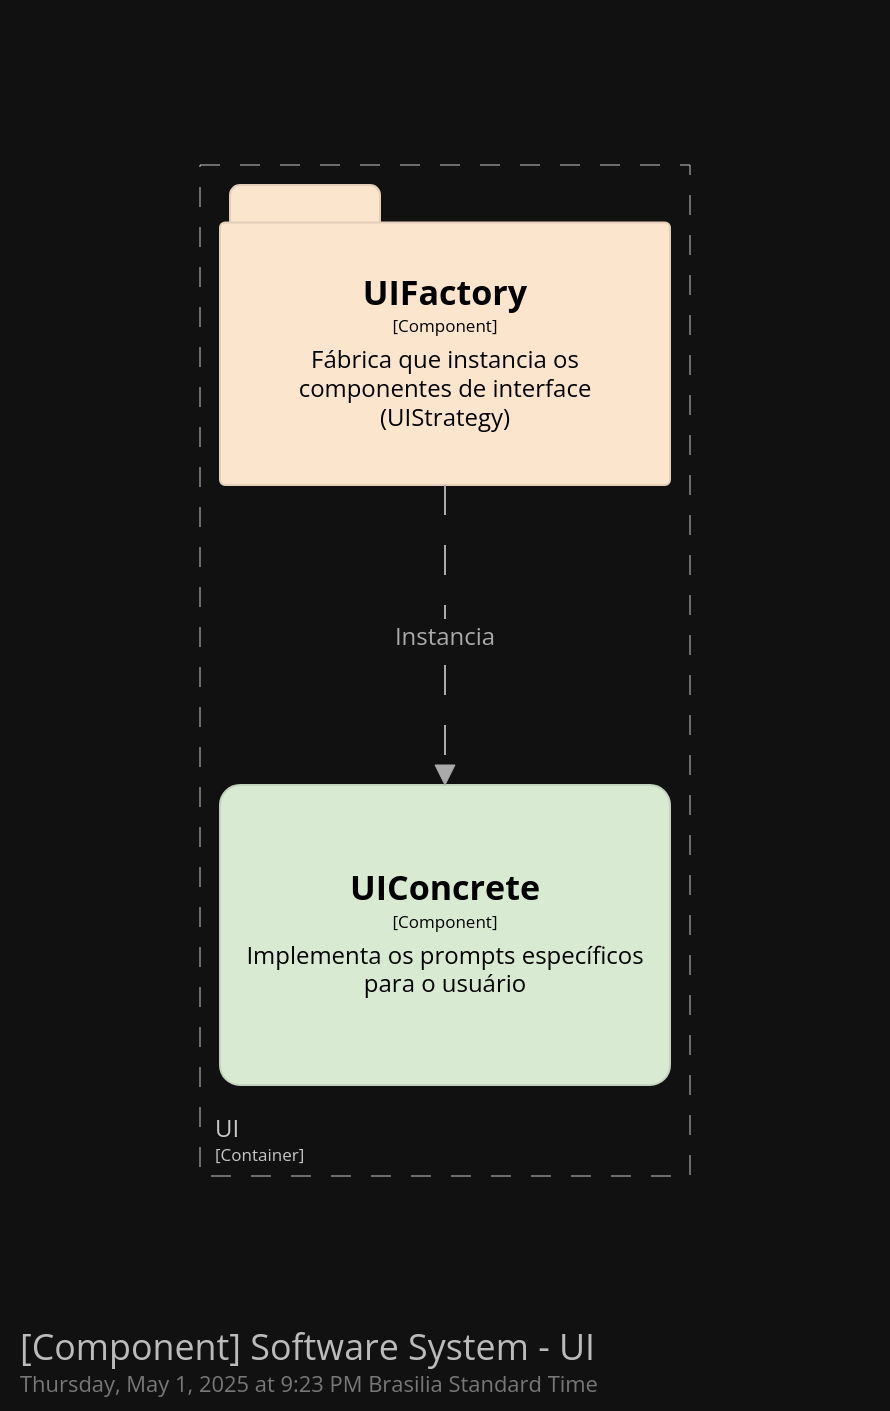 UIFactory
[Component]
Fábrica que instancia os
componentes de interface
(UIStrategy)
Instancia
UIConcrete
[Component]
Implementa os prompts específicos
para o usuário
UI
[Container]
[Component] Software System - UI
Thursday, May 1, 2025 at 9:23 PM Brasilia Standard Time